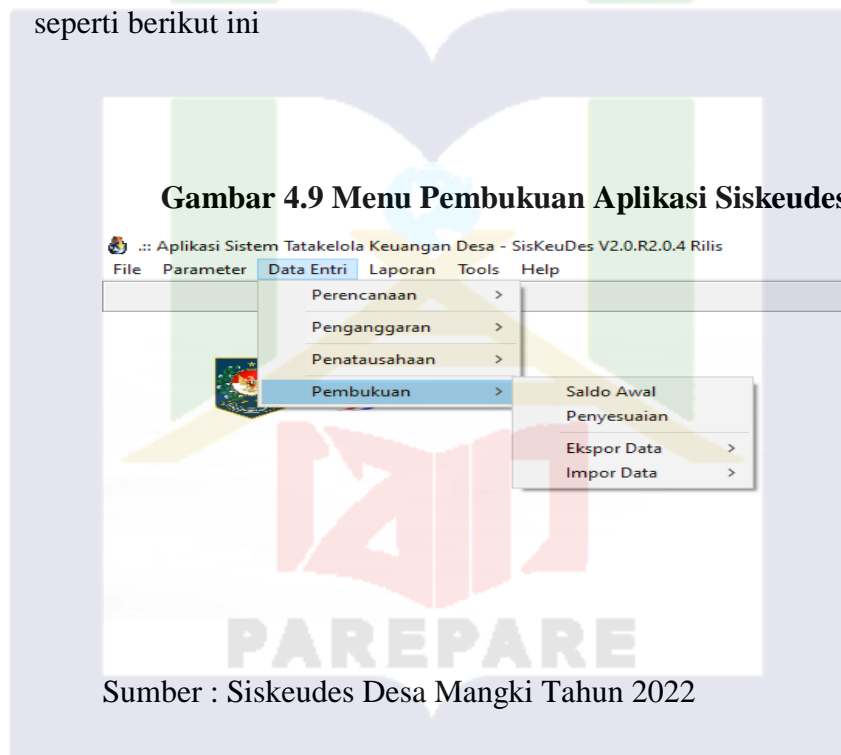 seperti berikut ini
Gambar 4.9 Menu Pembukuan Aplikasi Siskeudes
.:: Aplikasi Sistem Tatakelola Keuangan Desa - SisKeuDes V2.0.R2.0.4 Rilis
File Parameter Data Entri Laporan Tools Help
Perencanaan >
Penganggaran >
Penatausahaan >
Pembukuan >
Saldo Awal
Penyesuaian
Ekspor Data >
Impor Data >
PAREPARE
Sumber : Siskeudes Desa Mangki Tahun 2022